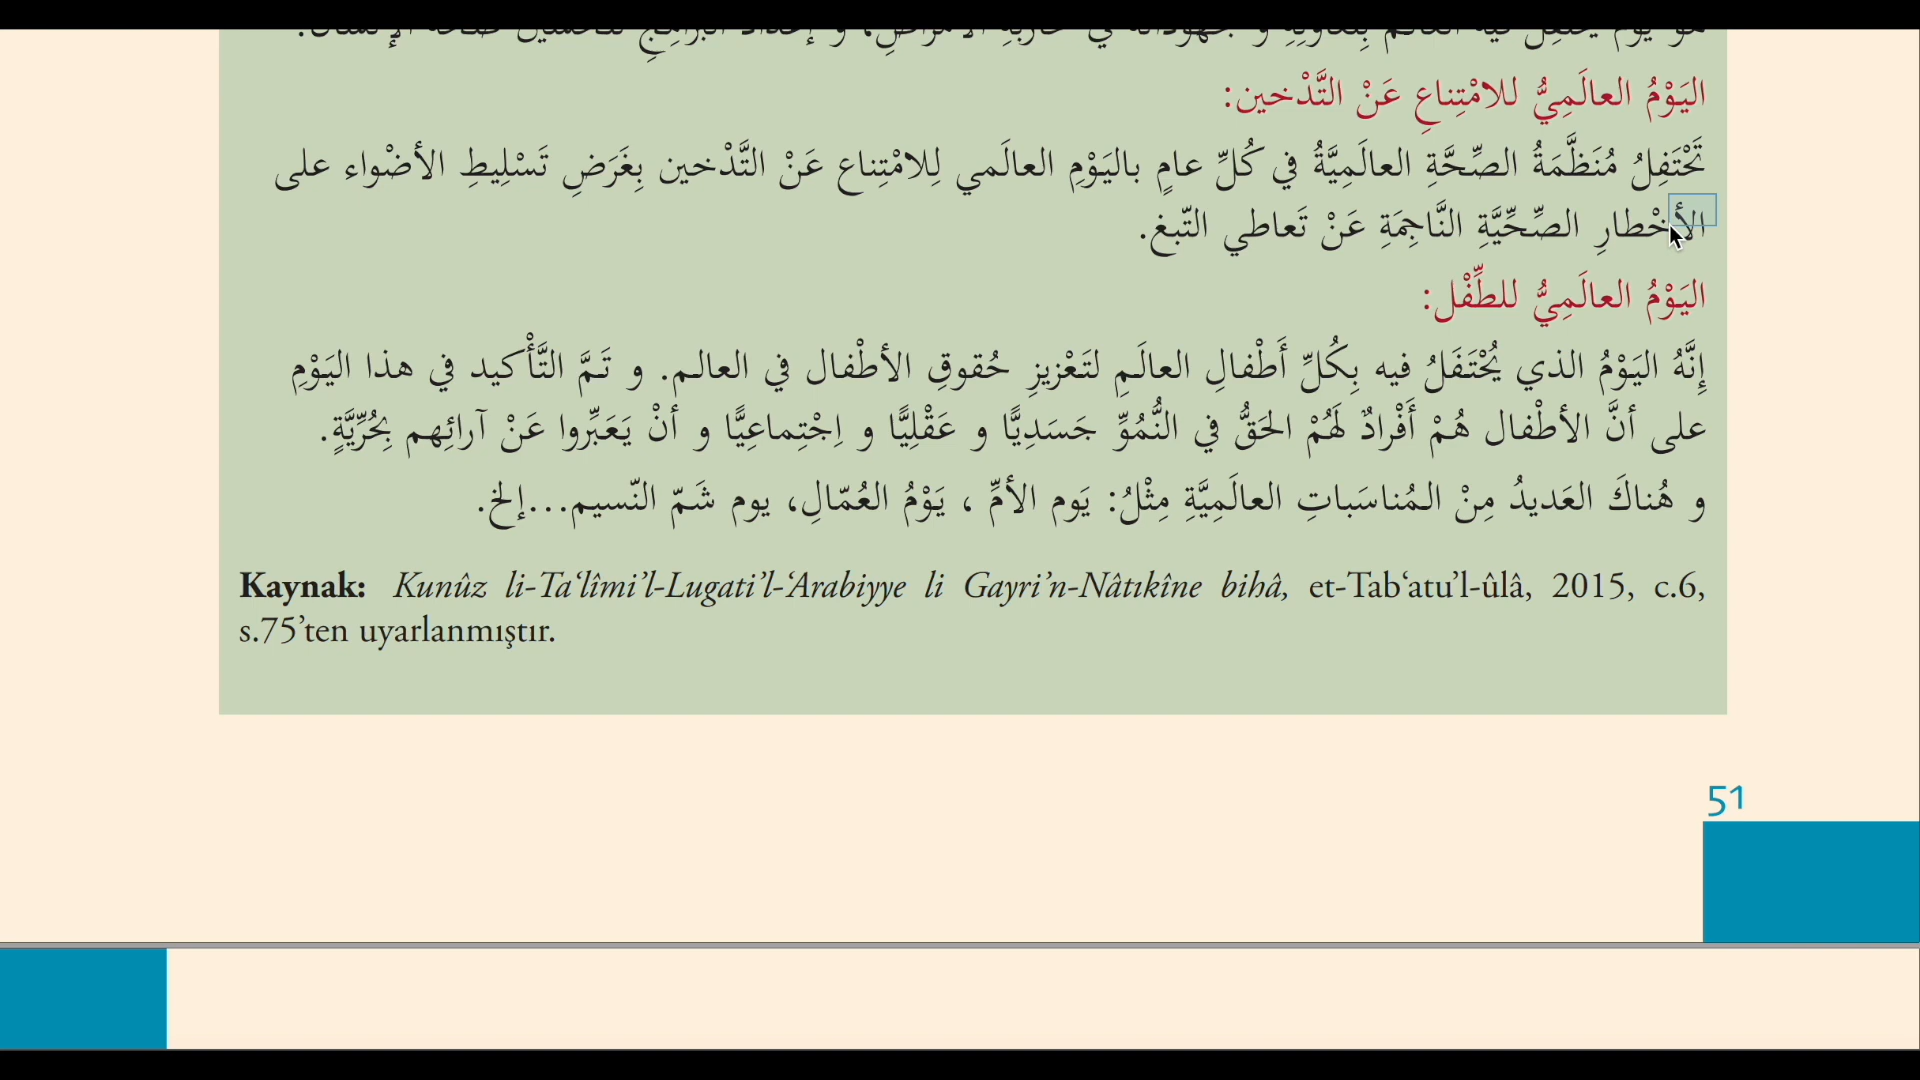 اليَوْمُ العالَمِيُّ للامْتِناعِ عَنْ التَّدْخين:
تَحْتَفِلُ مُنَظَّمَةُ الصِّحَّةِ العالَمِيَّةُ في كُلِّ عامٍ باليَوْمِ العالَمي لِلامْتِناع عَنْ التَّدْخين بِغَرَضِ تَسْلِيطِ الأضْواء على
الأخْطارِ الصِّحِّيَّةِ النَّاجِمَةِ عَنْ تَعاطي التّبغ.
اليَوْمُ العالَمِيُّ للطِّفْل:
إِنَّهُ اليَوْمُ الذي يُحْتَفَلُ فيه بِكُلِّ أَطْفالِ العالَمِ لتَعْزيزِ حُقوقِ الأطْفال في العالم. و تَمَّ التَّأْكيد في هذا اليَوْمِ
على أنَّ الأطْفال هُمْ أَفْرادٌ لَهُمْ الحَقُّ في النُّمُوِّ جَسَدِيًّا و عَقْلِيًّا و اِجْتِماعِيًّا و أنْ يَعَبِّروا عَنْ آرائِهم بِحُرِّيَّةٍ.
و هُناكَ العَديدُ مِنْ المُناسَباتِ العالَمِيَّةِ مِثْلُ: يَوم الأمِّ ، يَوْمُ العُمّالِ، يوم شَمّ النّسيم...إلخ.
Kaynak: Kunûz li-Ta‘lîmi’l-Lugati’l-‘Arabiyye li Gayri’n-Nâtıkîne bihâ, et-Tab‘atu’l-ûlâ, 2015, c.6,
s.75’ten uyarlanmıştır.
51